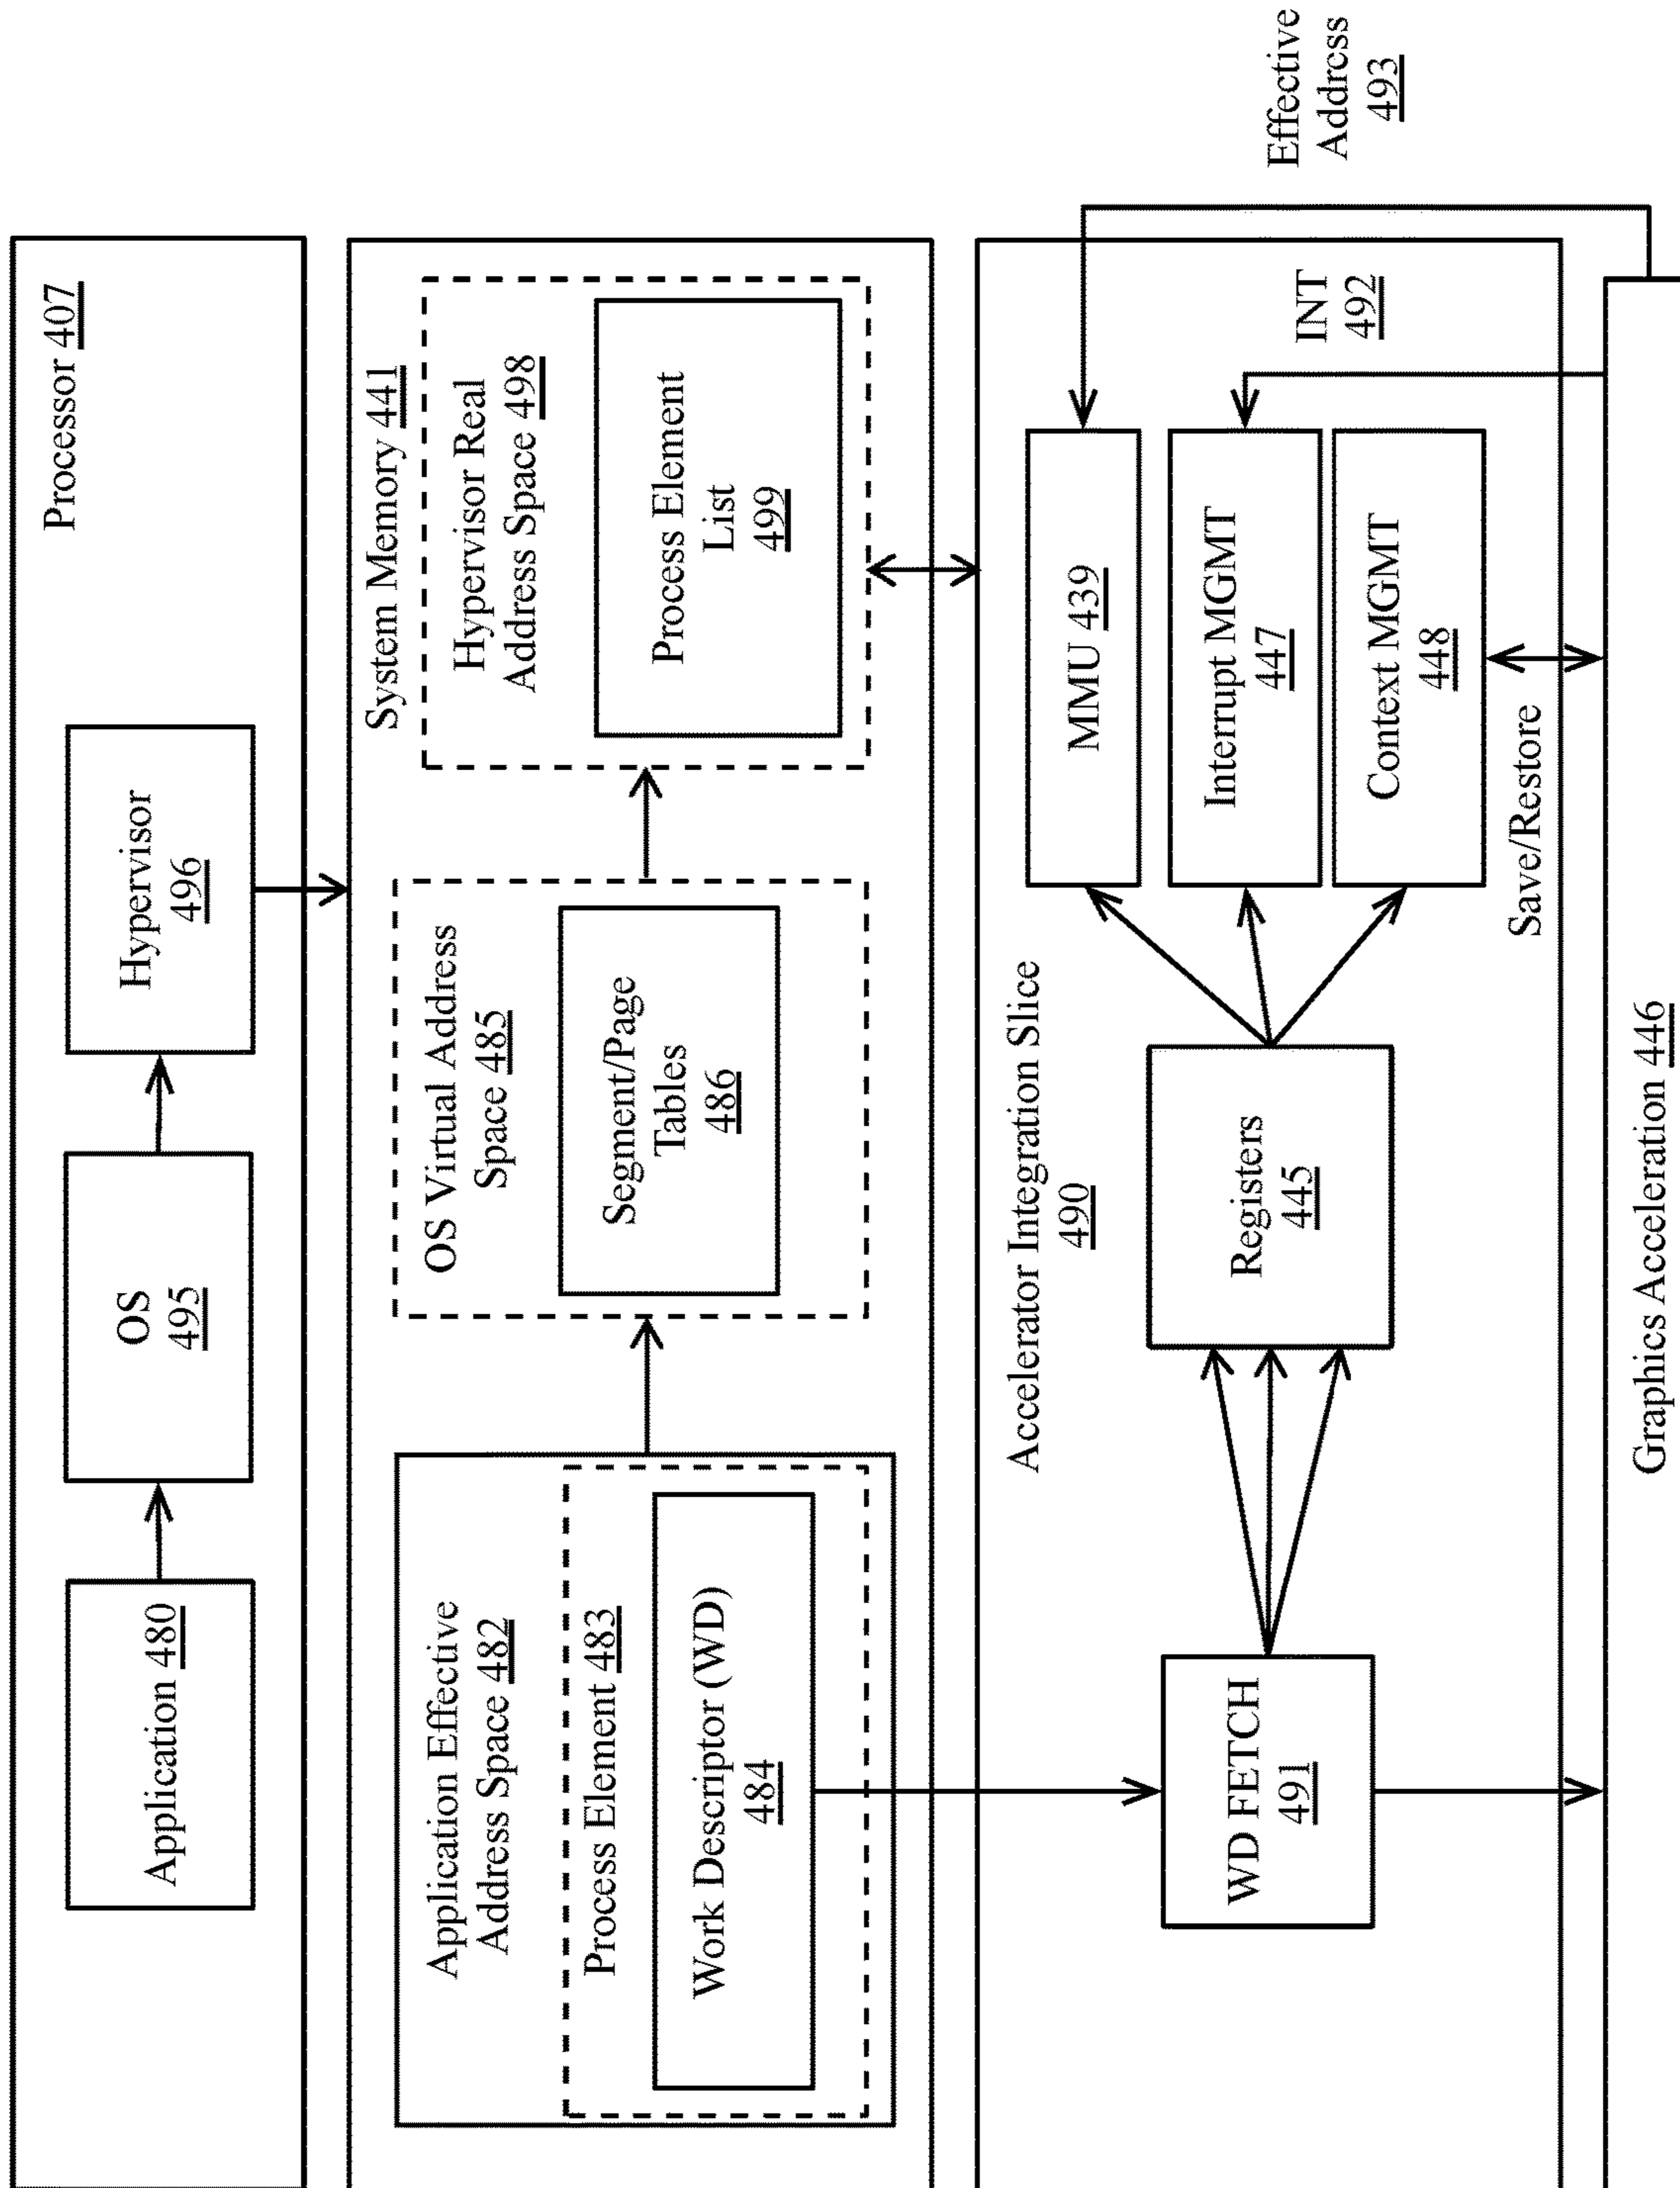 Processor 407
Application 480
OS
495
Hypervisor
496
System Memory 441
Application Effective
Address Space 482
Process Element 483
Work Descriptor (WD)
484
OS Virtual Address
Space 485
Segment/Page
Tables
486
Hypervisor Real
Address Space 498
Process Element
List
499
Accelerator Integration Slice
490
WD FETCH
491
Registers
445
MMU 439
Interrupt MGMT
447
Context MGMT
448
INT
492
Effective
Address
493
Save/Restore
Graphics Acceleration 446